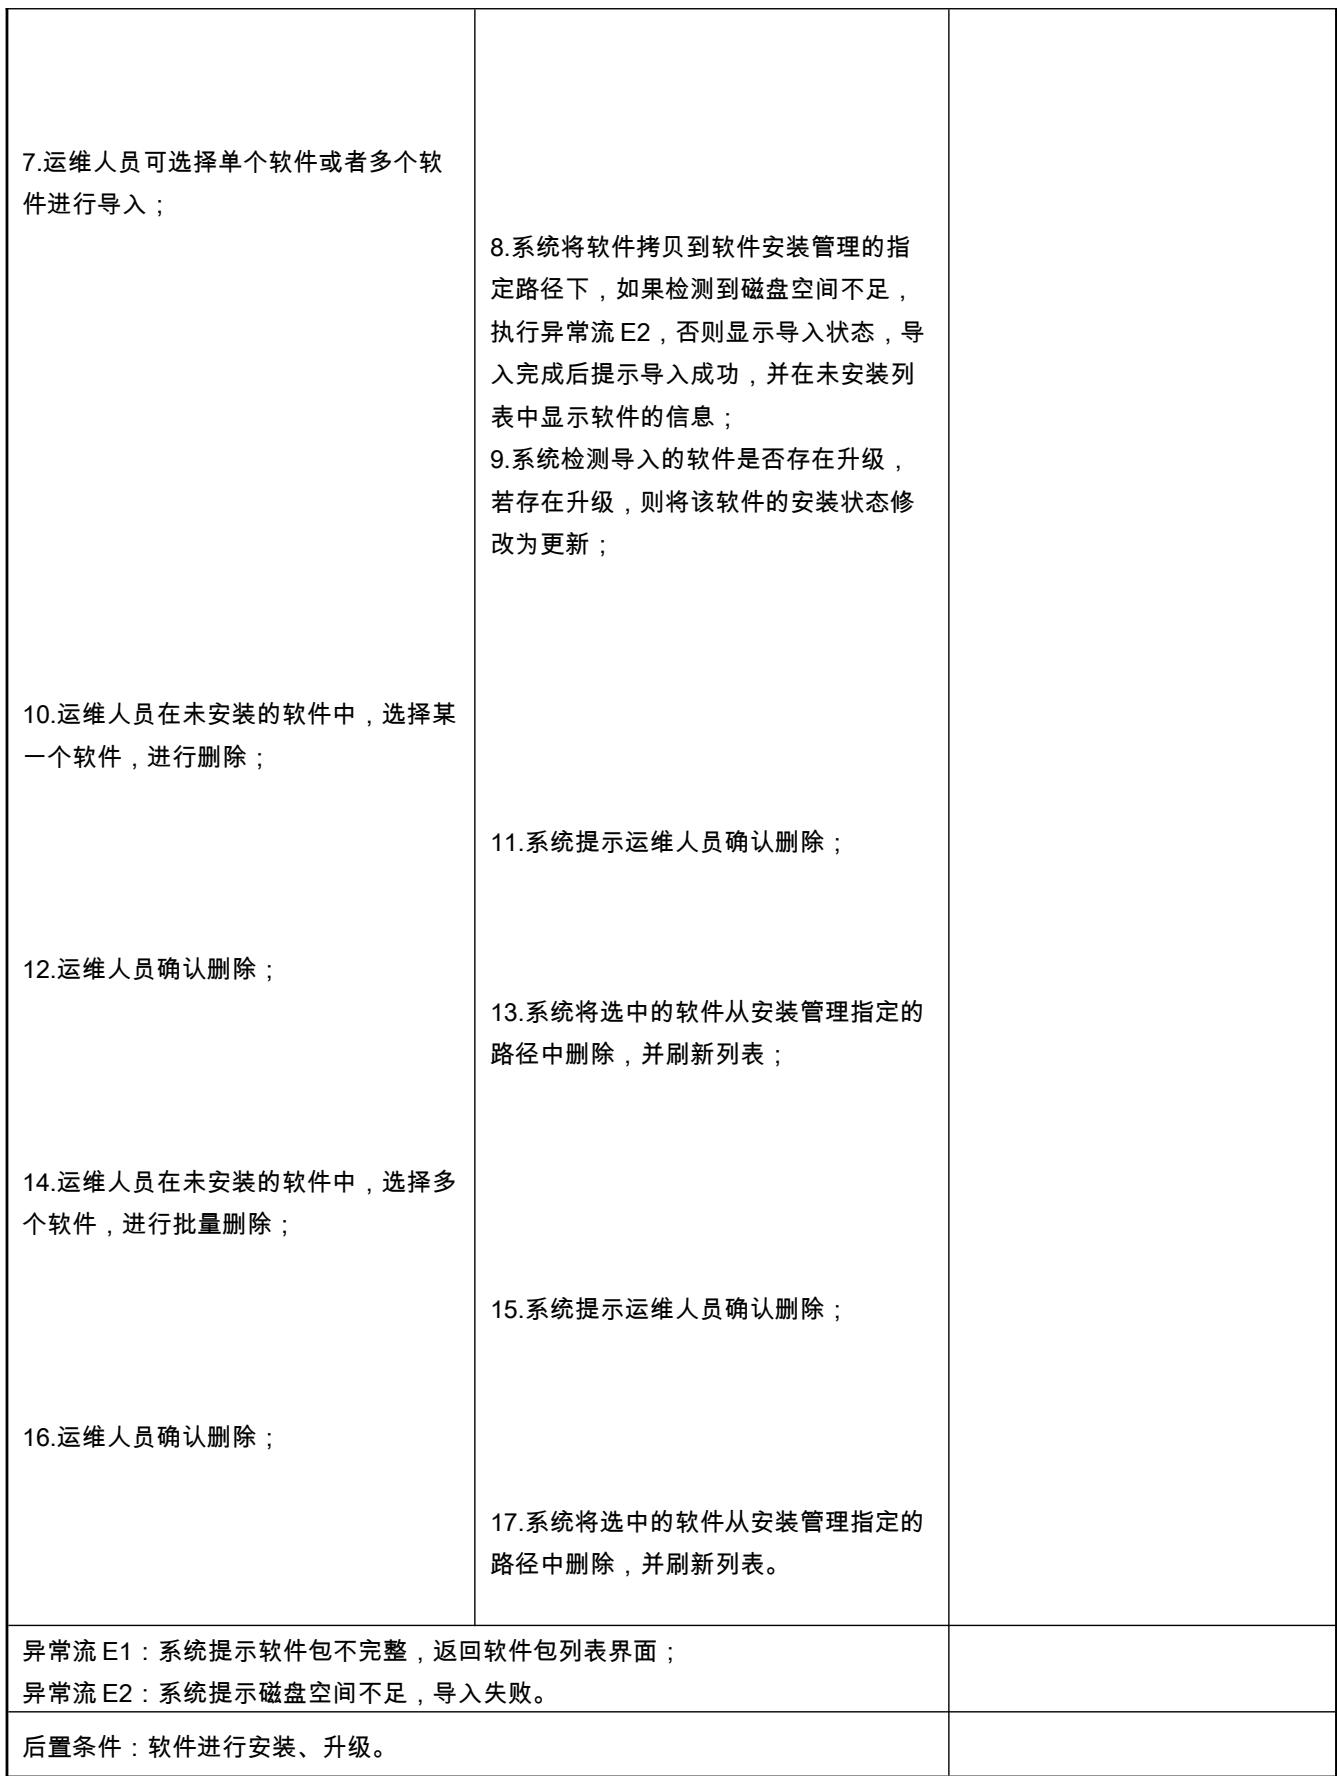 7.运维人员可选择单个软件或者多个软
件进行导入；
8.系统将软件拷贝到软件安装管理的指
定路径下，如果检测到磁盘空间不足，
执行异常流 E2，否则显示导入状态，导
入完成后提示导入成功，并在未安装列
表中显示软件的信息；
9.系统检测导入的软件是否存在升级，
若存在升级，则将该软件的安装状态修
改为更新；
10.运维人员在未安装的软件中，选择某
一个软件，进行删除；
11.系统提示运维人员确认删除；
12.运维人员确认删除；
13.系统将选中的软件从安装管理指定的
路径中删除，并刷新列表；
14.运维人员在未安装的软件中，选择多
个软件，进行批量删除；
15.系统提示运维人员确认删除；
16.运维人员确认删除；
17.系统将选中的软件从安装管理指定的
路径中删除，并刷新列表。
异常流 E1：系统提示软件包不完整，返回软件包列表界面；
异常流 E2：系统提示磁盘空间不足，导入失败。
后置条件：软件进行安装、升级。